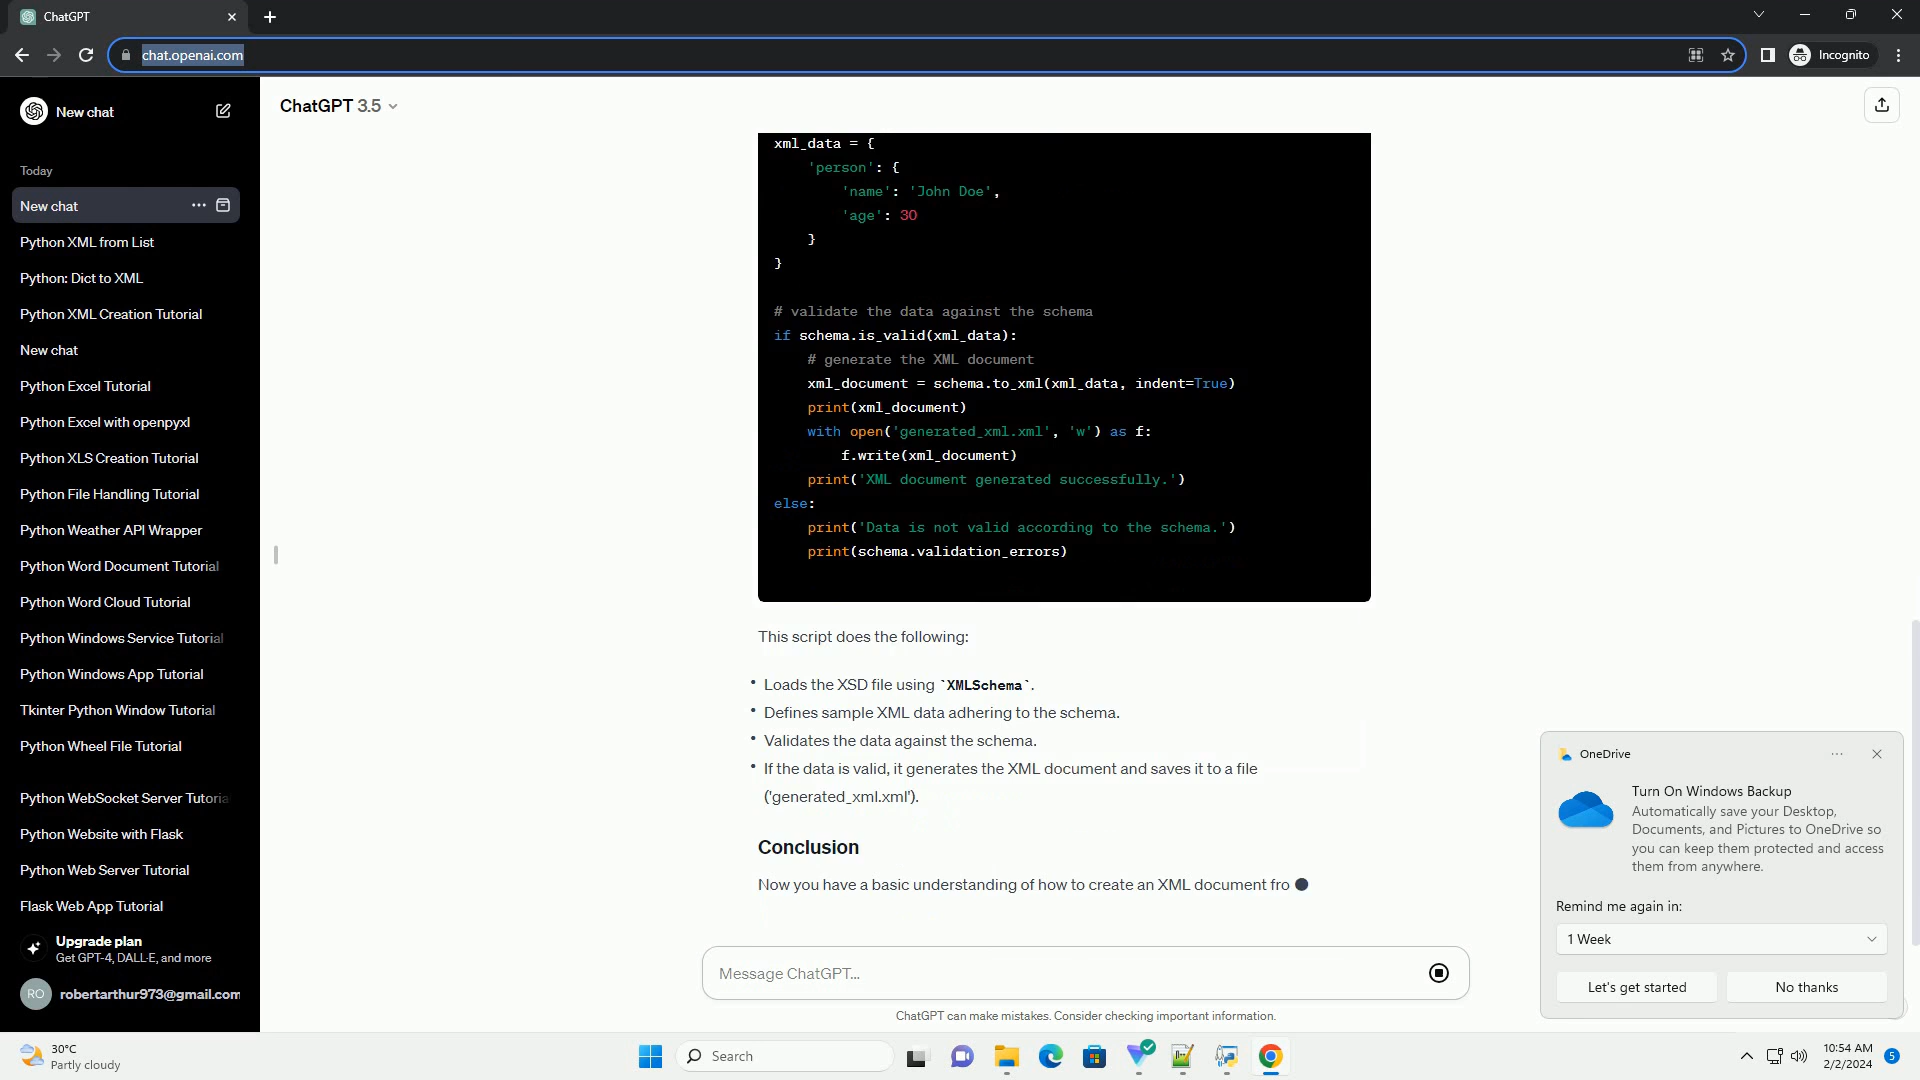 ChatGPT
chat.openai.com
Incognito
New chat
ChatGPT 3.5
Today
New chat
Python XML from List
Python: Dict to XML
Python XML Creation Tutorial
New chat
Python Excel Tutorial
Python Excel with openpyxl
Python XLS Creation Tutorial
Python File Handling Tutorial
Python Weather API Wrapper
Python Word Document Tutorial
Python Word Cloud Tutorial
Python Windows Service Tutorial
Python Windows App Tutorial
Tkinter Python Window Tutorial
Python Wheel File Tutorial
Python WebSocket Server Tutoria
Python Website with Flask
Python Web Server Tutorial
Flask Web App Tutorial
Upgrade plan
Get GPT-4, DALL·E, and more
RO
robertarthur973@gmail.com
xml_data = {
'person': {
'name': 'John Doe',
'age': 30
}
}
# validate the data against the schema
if schema.is_valid(xml_data):
# generate the XML document
xml_document = schema.to_xml(xml_data, indent=True)
print(xml_document)
with open('generated_xml.xml', 'w') as f:
f.write(xml_document)
print('XML document generated successfully.')
else:
print('Data is not valid according to the schema.')
print(schema.validation_errors)
This script does the following:
• Loads the XSD file using `XMLSchema`.
• Defines sample XML data adhering to the schema.
• Validates the data against the schema.
• If the data is valid, it generates the XML document and saves it to a file
('generated_xml.xml').
Conclusion
Now you have a basic understanding of how to create an XML document fro
Message ChatGPT...
ChatGPT can make mistakes. Consider checking important information.
OneDrive
Turn On Windows Backup
Automatically save your Desktop,
Documents, and Pictures to OneDrive so
you can keep them protected and access
them from anywhere.
Remind me again in:
1 Week
Let's get started
No thanks
30°C
Partly cloudy
Search
10:54 AM
2/2/2024
5